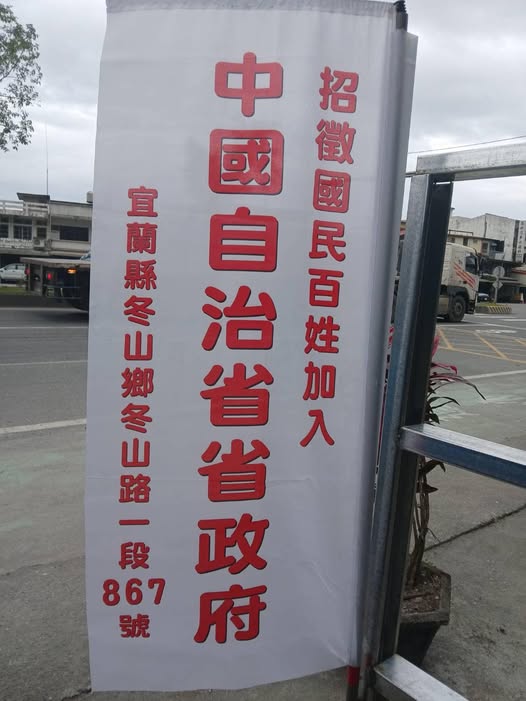 招徵國民百姓加入
中國自治省省政府
宜蘭縣冬山鄉冬山路一段867號